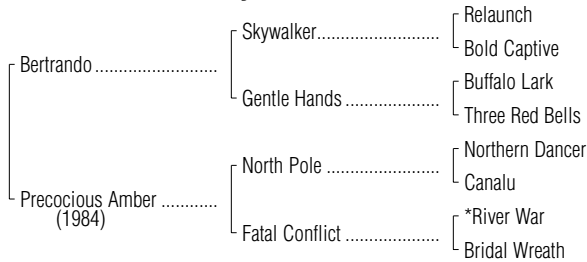 Relaunch
Skywalker..............................
Bold Captive
Bertrando ..............................
Buffalo Lark
Gentle Hands .......................
Three Red Bells
Northern Dancer
North Pole ............................
Canalu
Precocious Amber ............
(1984)
*River War
Fatal Conflict .......................
Bridal Wreath